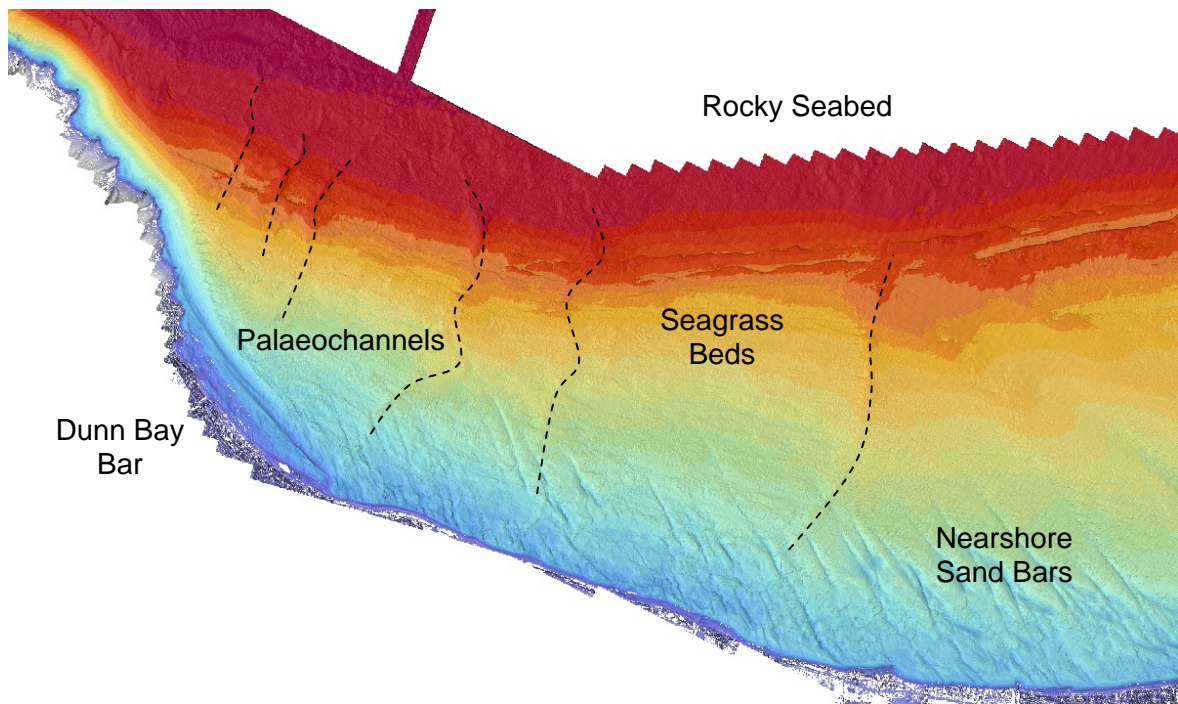 Rocky Seabed
Palaeochannels
Seagrass
Beds
Dunn Bay
Bar
Nearshore
Sand Bars